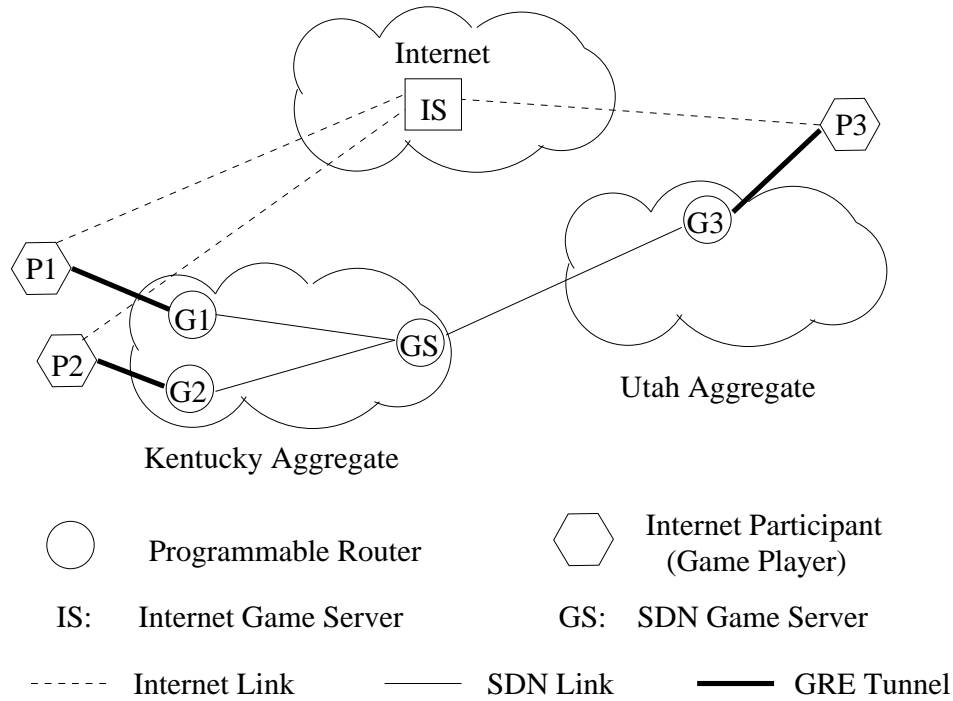 Internet
IS
P3
G3
P1
G1
GS
P2
G2
Utah Aggregate
Kentucky Aggregate
Programmable Router
Internet Participant
(Game Player)
IS: Internet Game Server
GS: SDN Game Server
Internet Link
SDN Link
GRE Tunnel